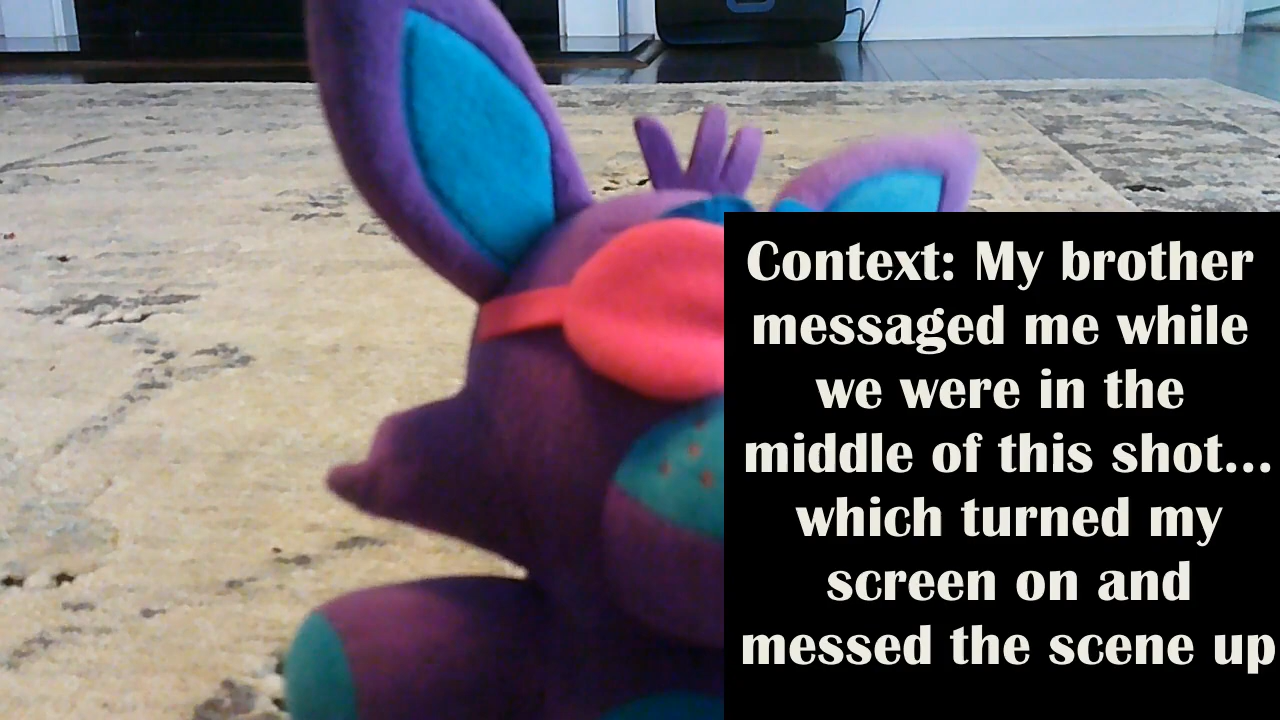 Context: My brother
messaged me while
we were in the
middle of this shot...
which turned my
screen on and
messed the scene up